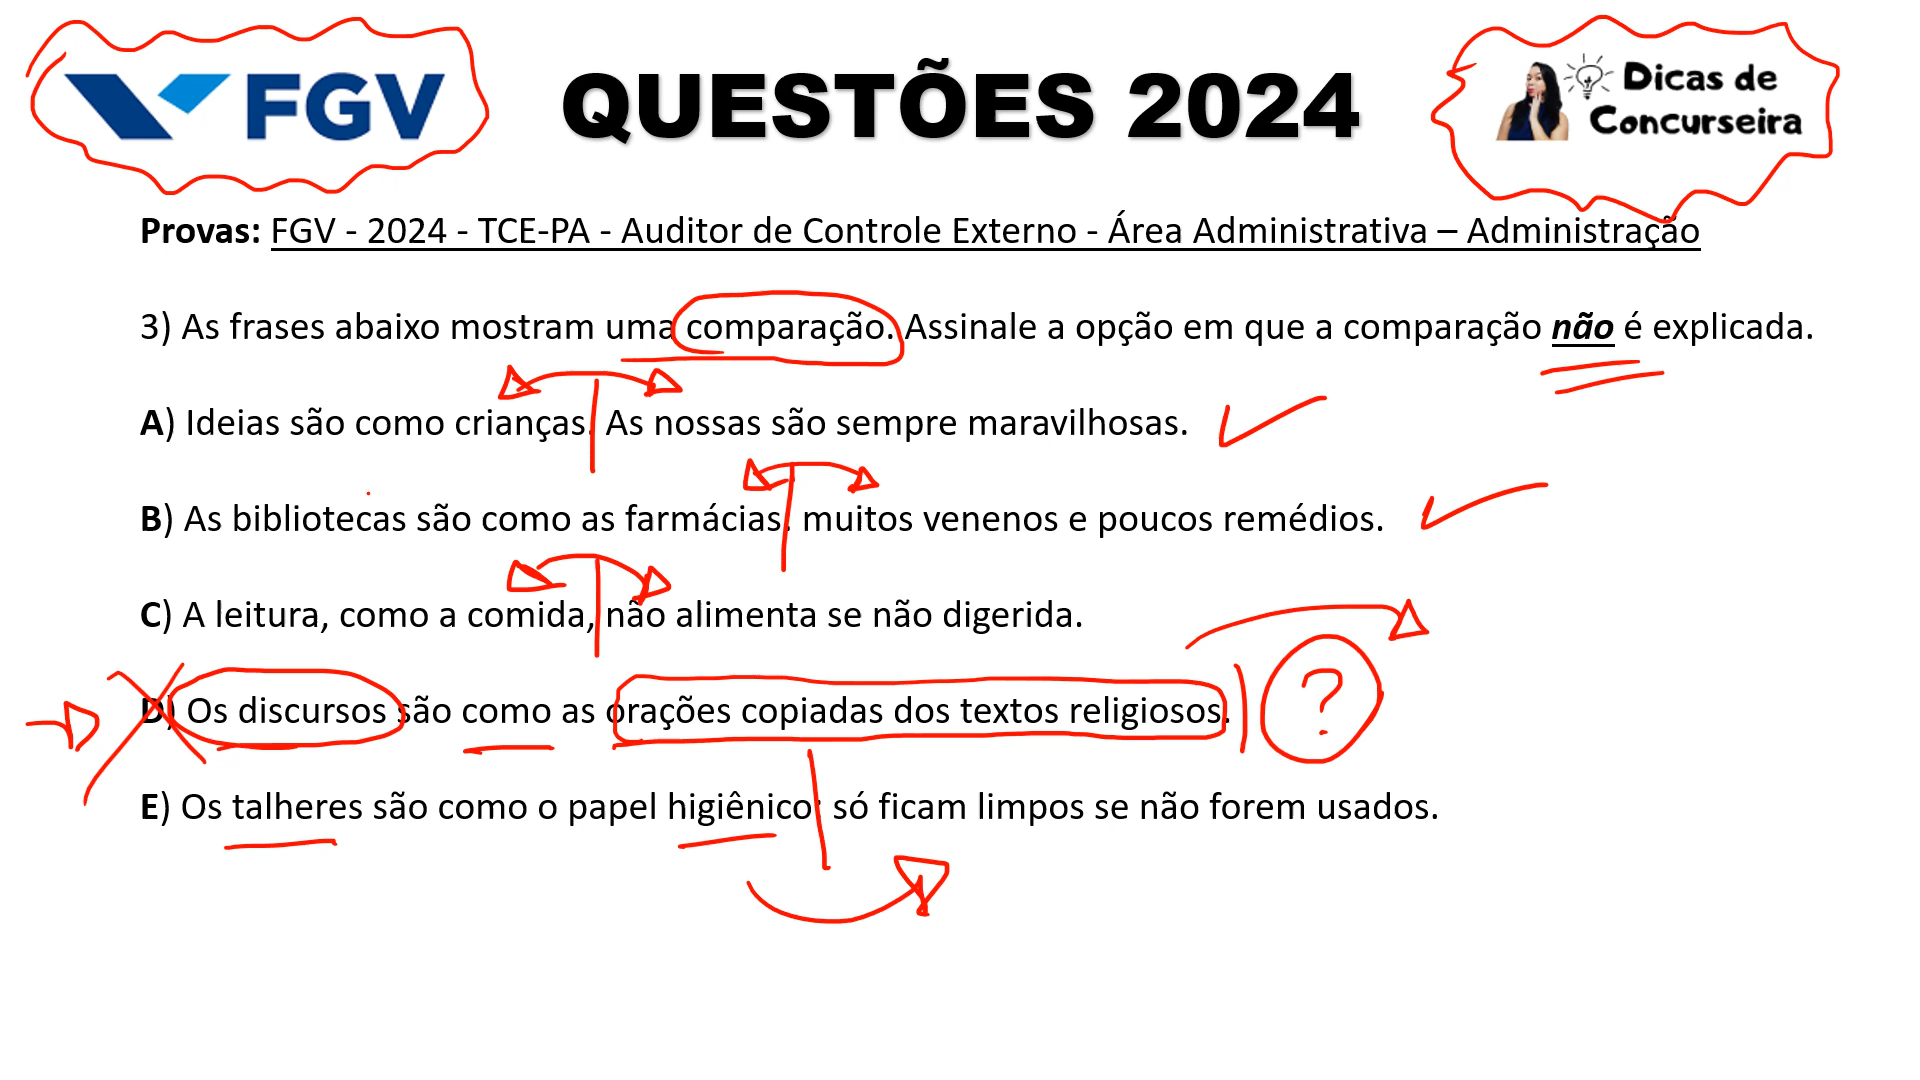 FGV
QUESTÕES 2024
Dicas de
Concurseira
Provas: FGV - 2024 - TCE-PA - Auditor de Controle Externo - Área Administrativa – Administração
3) As frases abaixo mostram uma comparação. Assinale a opção em que a comparação não é explicada.
A) Ideias são como crianças. As nossas são sempre maravilhosas.
B) As bibliotecas são como as farmácias: muitos venenos e poucos remédios.
C) A leitura, como a comida, não alimenta se não digerida.
D) Os discursos são como as orações copiadas dos textos religiosos.
?
E) Os talheres são como o papel higiênico: só ficam limpos se não forem usados.